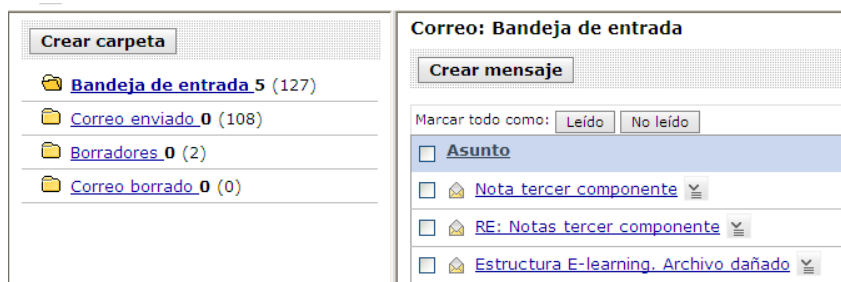 Crear carpeta
Bandeja de entrada 5 (127)
Correo enviado 0 (108)
Borradores 0 (2)
Correo borrado 0 (0)
Correo: Bandeja de entrada
Crear mensaje
Marcar todo como: Leído No leído
Asunto
Nota tercer componente
RE: Notas tercer componente
Estructura E-learning. Archivo dañado